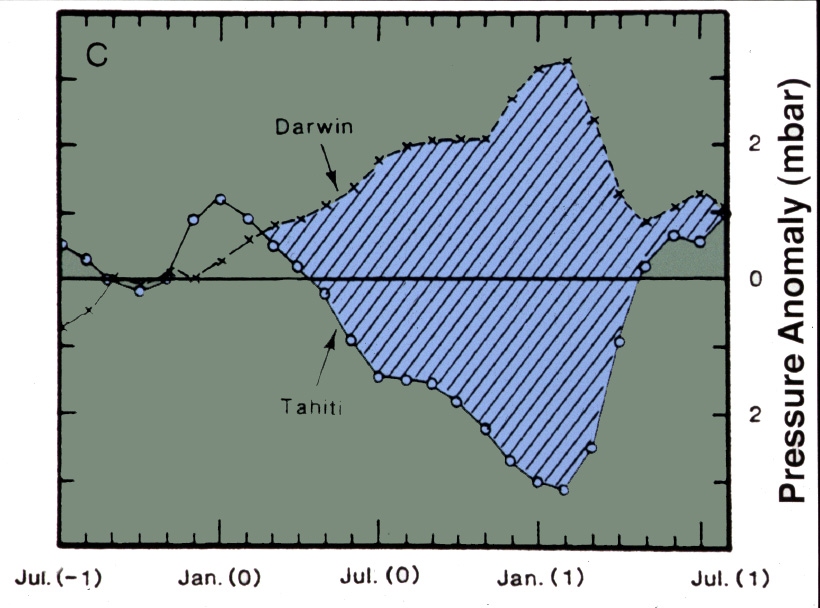 C
Darwin
2
0
Tahiti
2
Pressure Anomaly (mbar)
Jul.(-1) Jan.(0) Jul.(0) Jan.(1) Jul.(1)